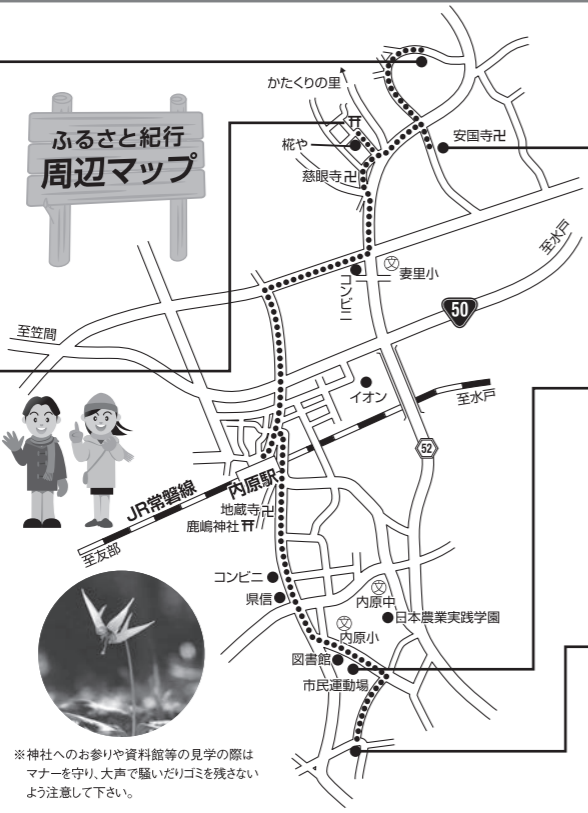 かたくりの里
ふるさと紀行
周辺マップ
椛や
安国寺卍
慈眼寺卍
至水戸
妻里小
文
コンビニ
50
至笠間
イオン
至水戸
52
内原駅
JR常磐線
地蔵寺卍
鹿嶋神社
至友部
コンビニ
県信
文
内原中
日本農業実践学園
文
内原小
図書館
市民運動場
※神社へのお参りや資料館等の見学の際は
マナーを守り、大声で騒いだりゴミを残さない
よう注意して下さい。